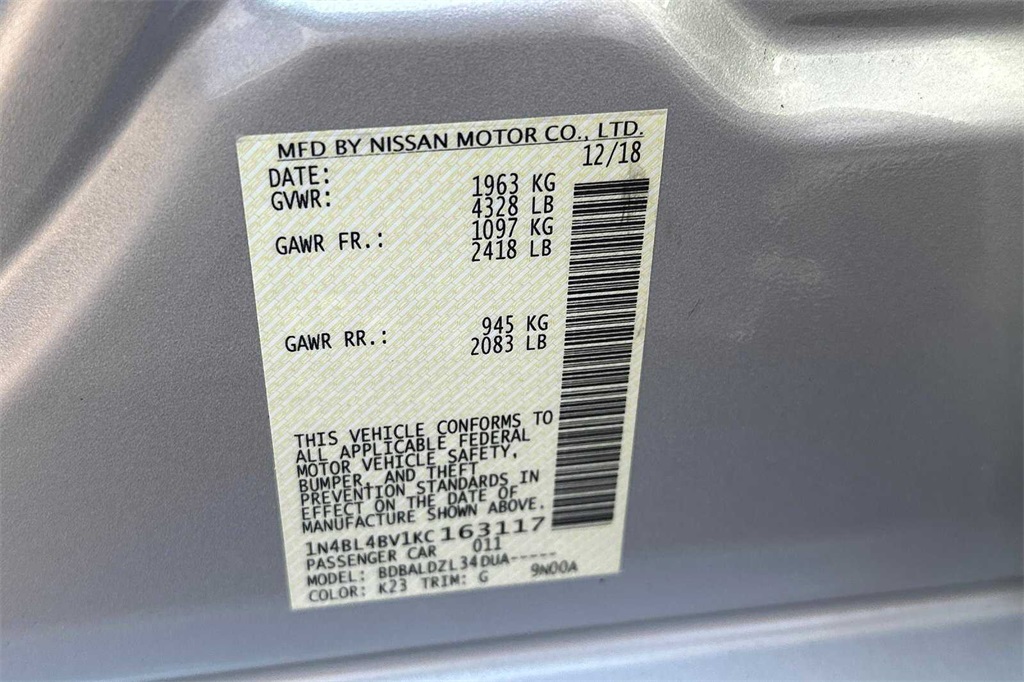 MFD BY NISSAN MOTOR CO., LTD.
DATE: 12/18
GVWR: 1963 KG
4328 LB
GAWR FR.: 1097 KG
2418 LB
GAWR RR.: 945 KG
2083 LB
THIS VEHICLE CONFORMS TO
ALL APPLICABLE FEDERAL
MOTOR VEHICLE SAFETY,
BUMPER, AND THEFT
PREVENTION STANDARDS IN
EFFECT ON THE DATE OF
MANUFACTURE SHOWN ABOVE.
1N4BL4BV1KC163117
PASSENGER CAR 011
MODEL: BDBALDZL34DUA-----
COLOR: K23 TRIM: G 9N00A